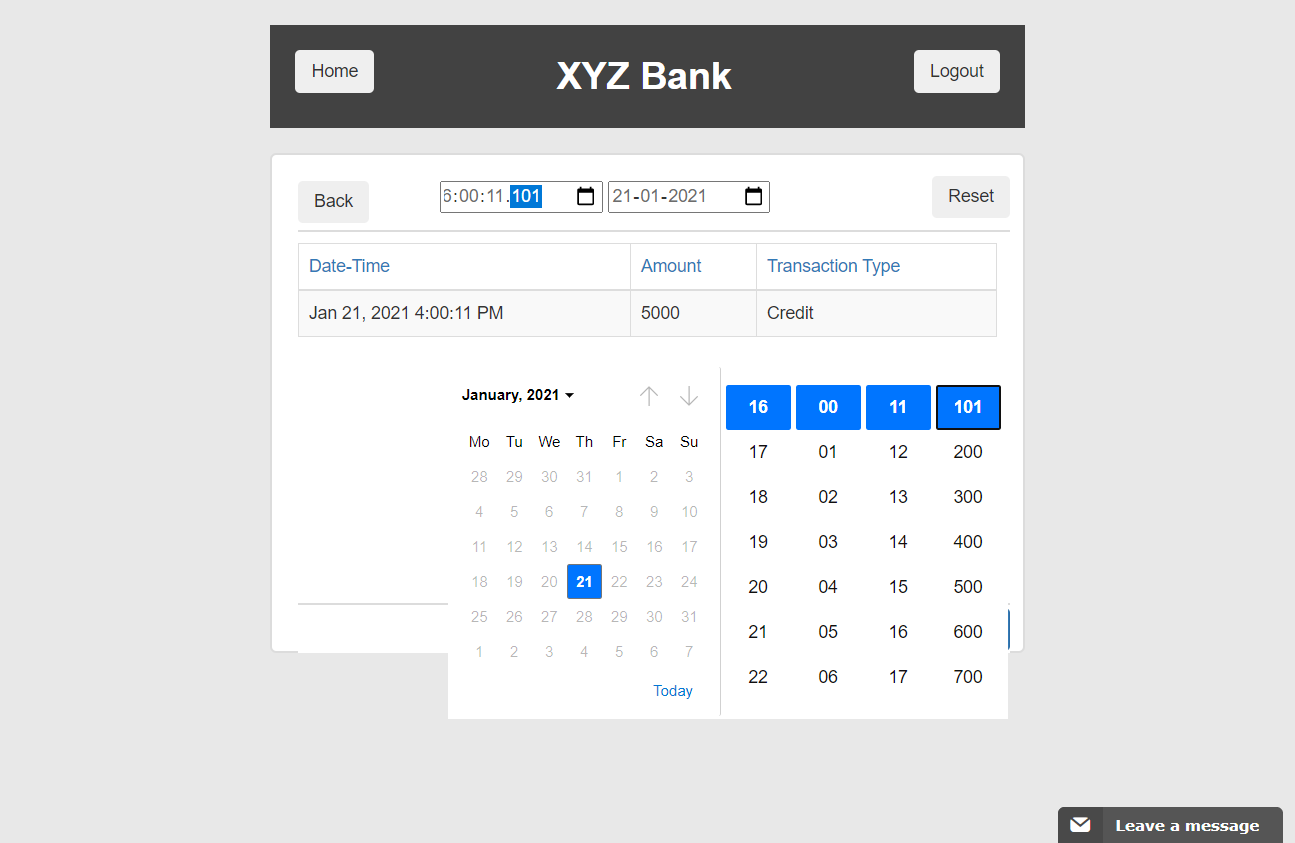 Home XYZ Bank Logout
Back 6:00:11.101 21-01-2021 Reset
Date-Time Amount Transaction Type
Jan 21, 2021 4:00:11 PM 5000 Credit
January, 2021
Mo Tu We Th Fr Sa Su
28 29 30 31 1 2 3
4 5 6 7 8 9 10
11 12 13 14 15 16 17
18 19 20 21 22 23 24
25 26 27 28 29 30 31
1 2 3 4 5 6 7
Today
16 00 11 101
17 01 12 200
18 02 13 300
19 03 14 400
20 04 15 500
21 05 16 600
22 06 17 700
Leave a message